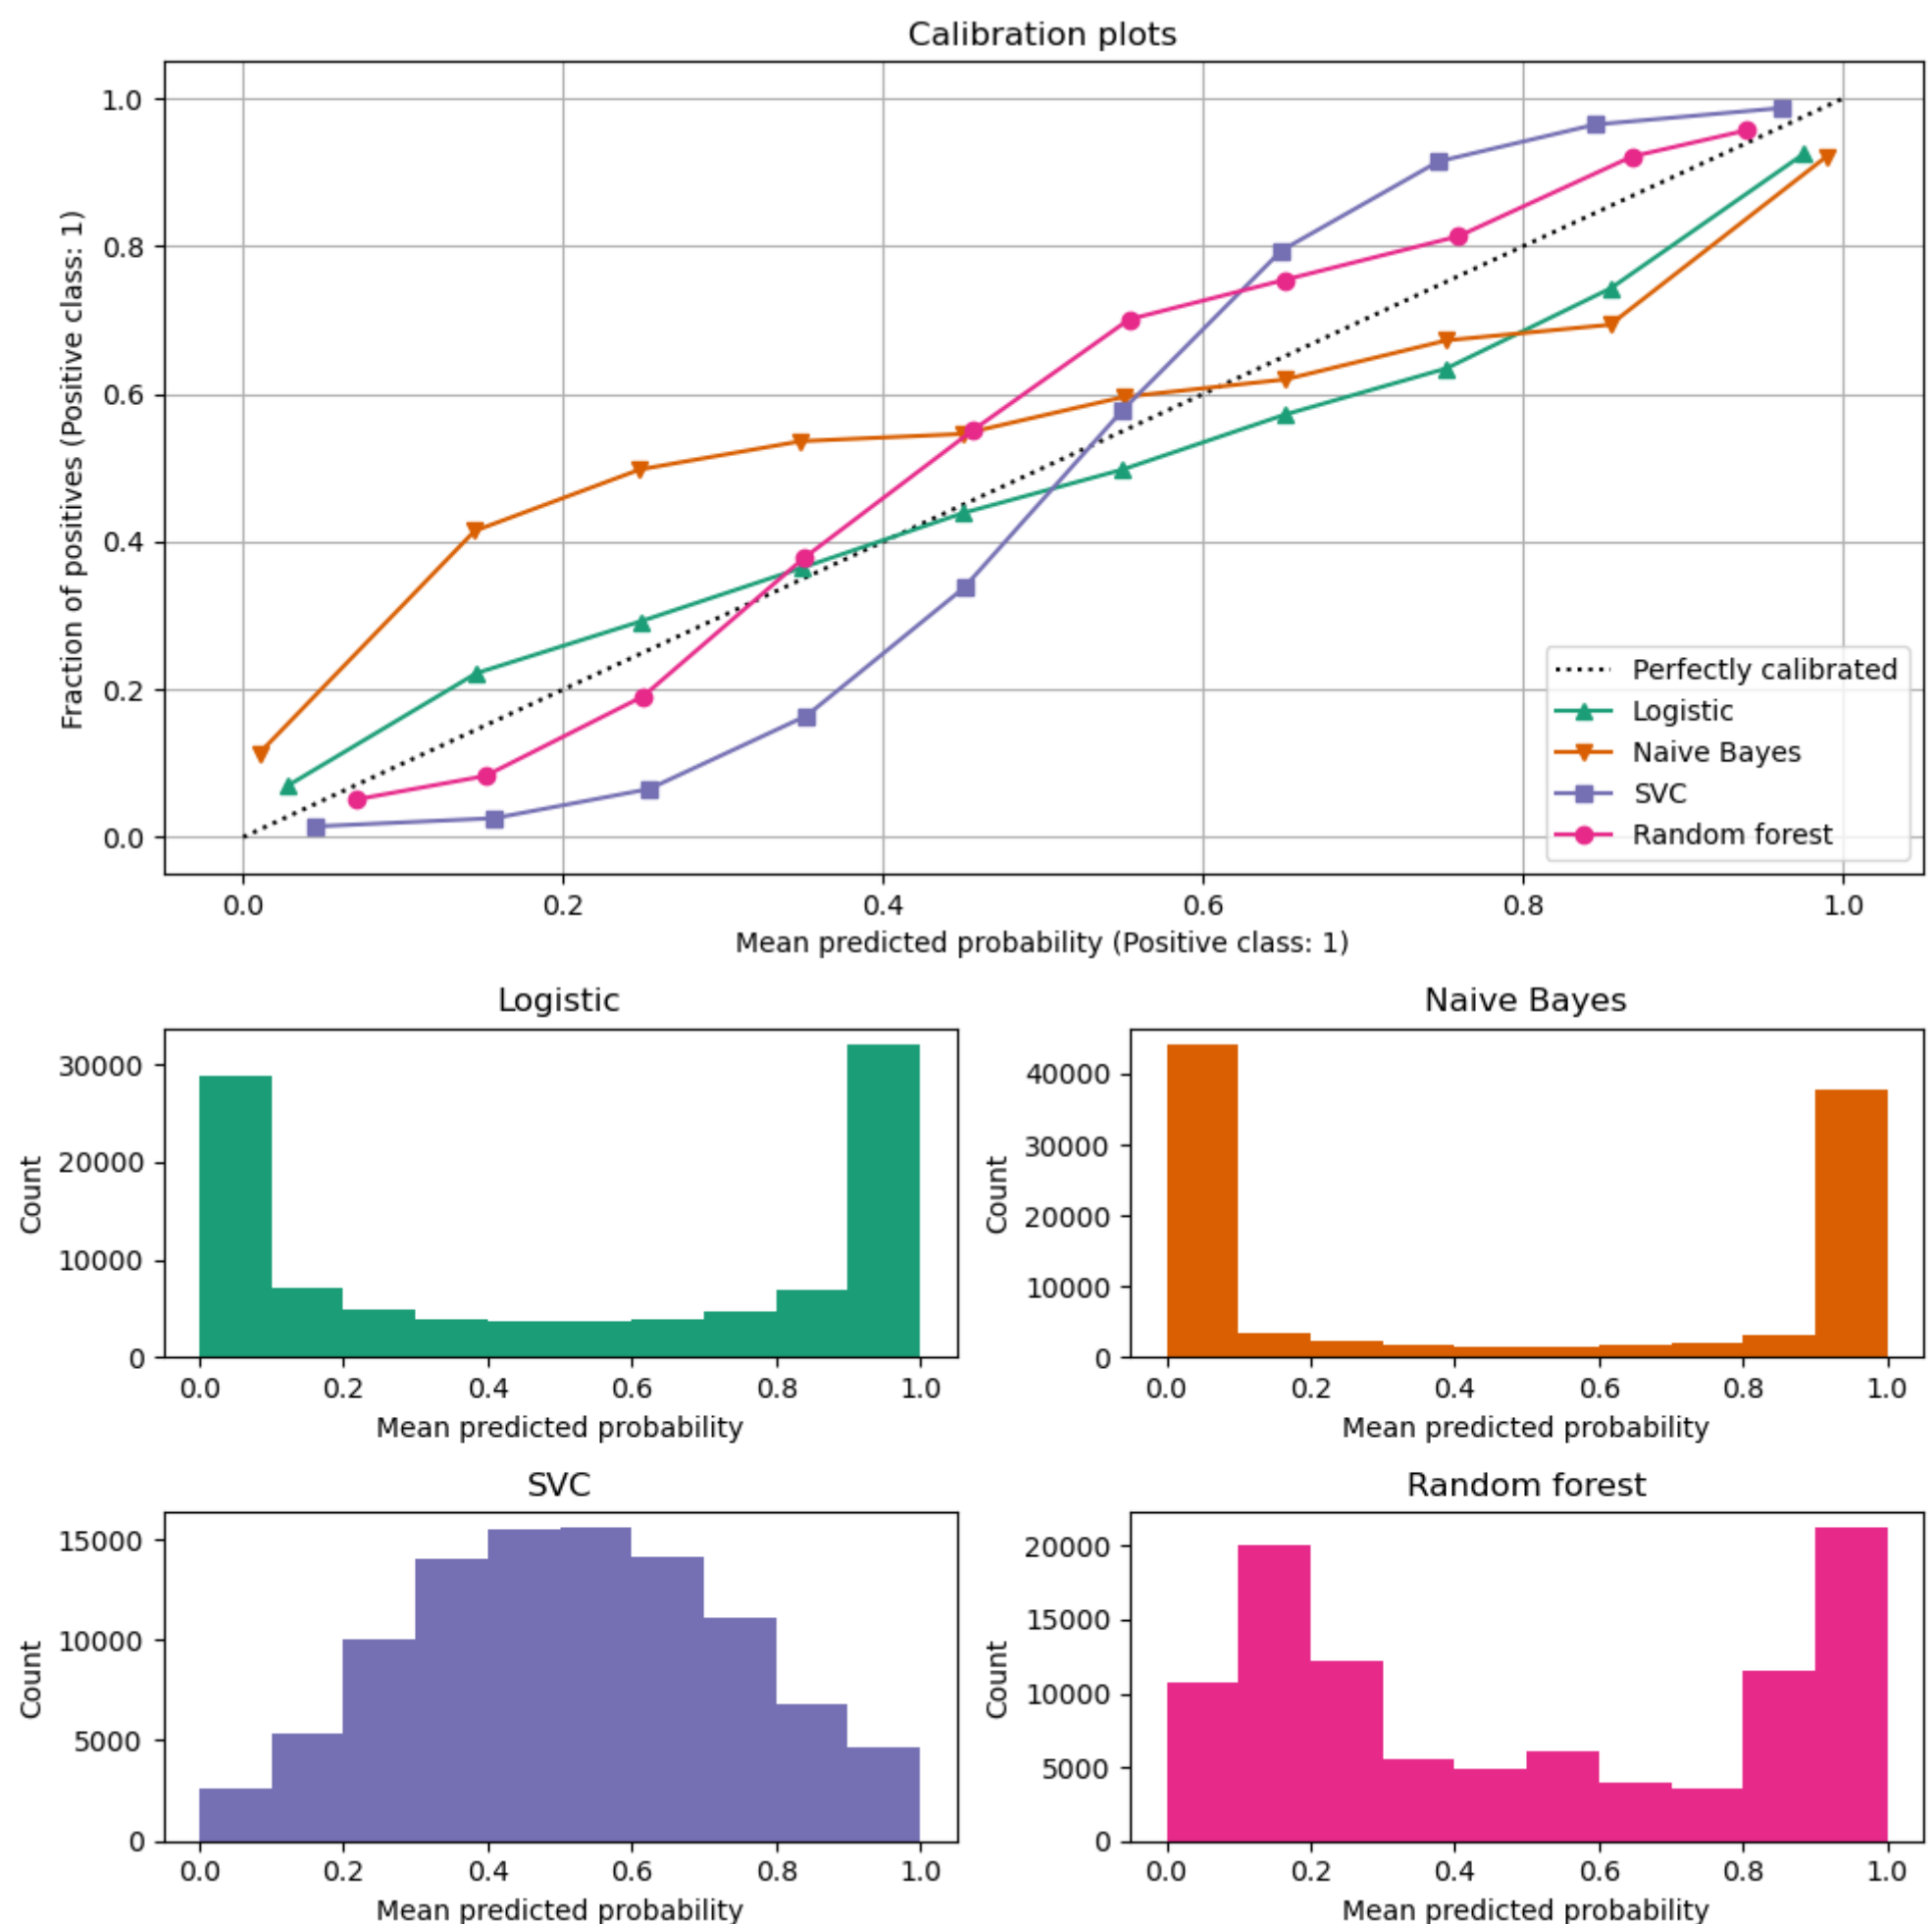 Calibration plots
1.0
0.8
0.6
0.4
0.2
0.0
Fraction of positives (Positive class: 1)
Perfectly calibrated
Logistic
Naive Bayes
SVC
Random forest
0.0 0.2 0.4 0.6 0.8 1.0
Mean predicted probability (Positive class: 1)
Logistic
30000
20000
10000
0
Count
0.0 0.2 0.4 0.6 0.8 1.0
Mean predicted probability
Naive Bayes
40000
30000
20000
10000
0
Count
0.0 0.2 0.4 0.6 0.8 1.0
Mean predicted probability
SVC
15000
10000
5000
0
Count
0.0 0.2 0.4 0.6 0.8 1.0
Mean predicted probability
Random forest
20000
15000
10000
5000
0
Count
0.0 0.2 0.4 0.6 0.8 1.0
Mean predicted probability